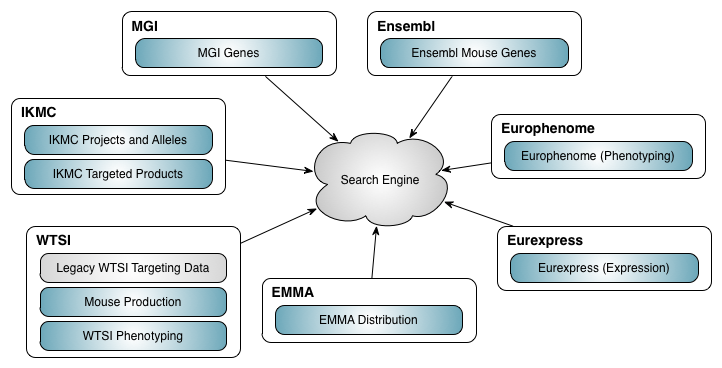 MGI
MGI Genes
Ensembl
Ensembl Mouse Genes
IKMC
IKMC Projects and Alleles
IKMC Targeted Products
Europhenome
Europhenome (Phenotyping)
Search Engine
WTSI
Legacy WTSI Targeting Data
Mouse Production
WTSI Phenotyping
EMMA
EMMA Distribution
Eurexpress
Eurexpress (Expression)